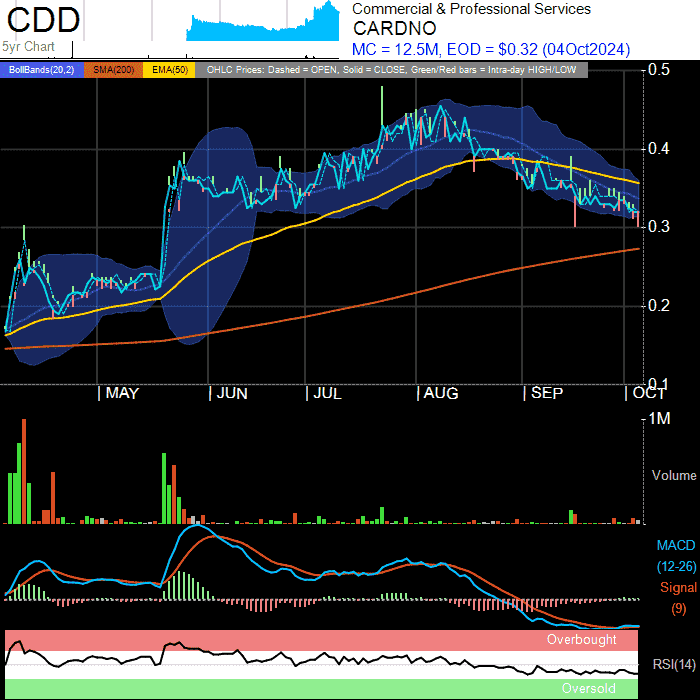 CDD
5yr Chart
Commercial & Professional Services
CARDNO
MC = 12.5M, EOD = $0.32 (04Oct2024)
BollBands(20,2) SMA(200) EMA(50) OHLC Prices: Dashed = OPEN, Solid = CLOSE, Green/Red bars = Intra-day HIGH/LOW
0.5
0.4
0.3
0.2
0.1
MAY JUN JUL AUG SEP OCT
1M
Volume
MACD
(12-26)
Signal
(9)
Overbought
RSI(14)
Oversold